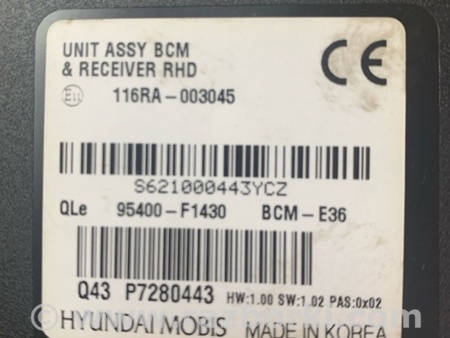 UNIT ASSY BCM
& RECEIVER RHD
CE
E11 116RA-003045
S621000443YCZ
QLe 95400-F1430 BCM-E36
Q43 P7280443 HW:1.00 SW:1.02 PAS:0x02
HYUNDAI MOBIS MADE IN KOREA